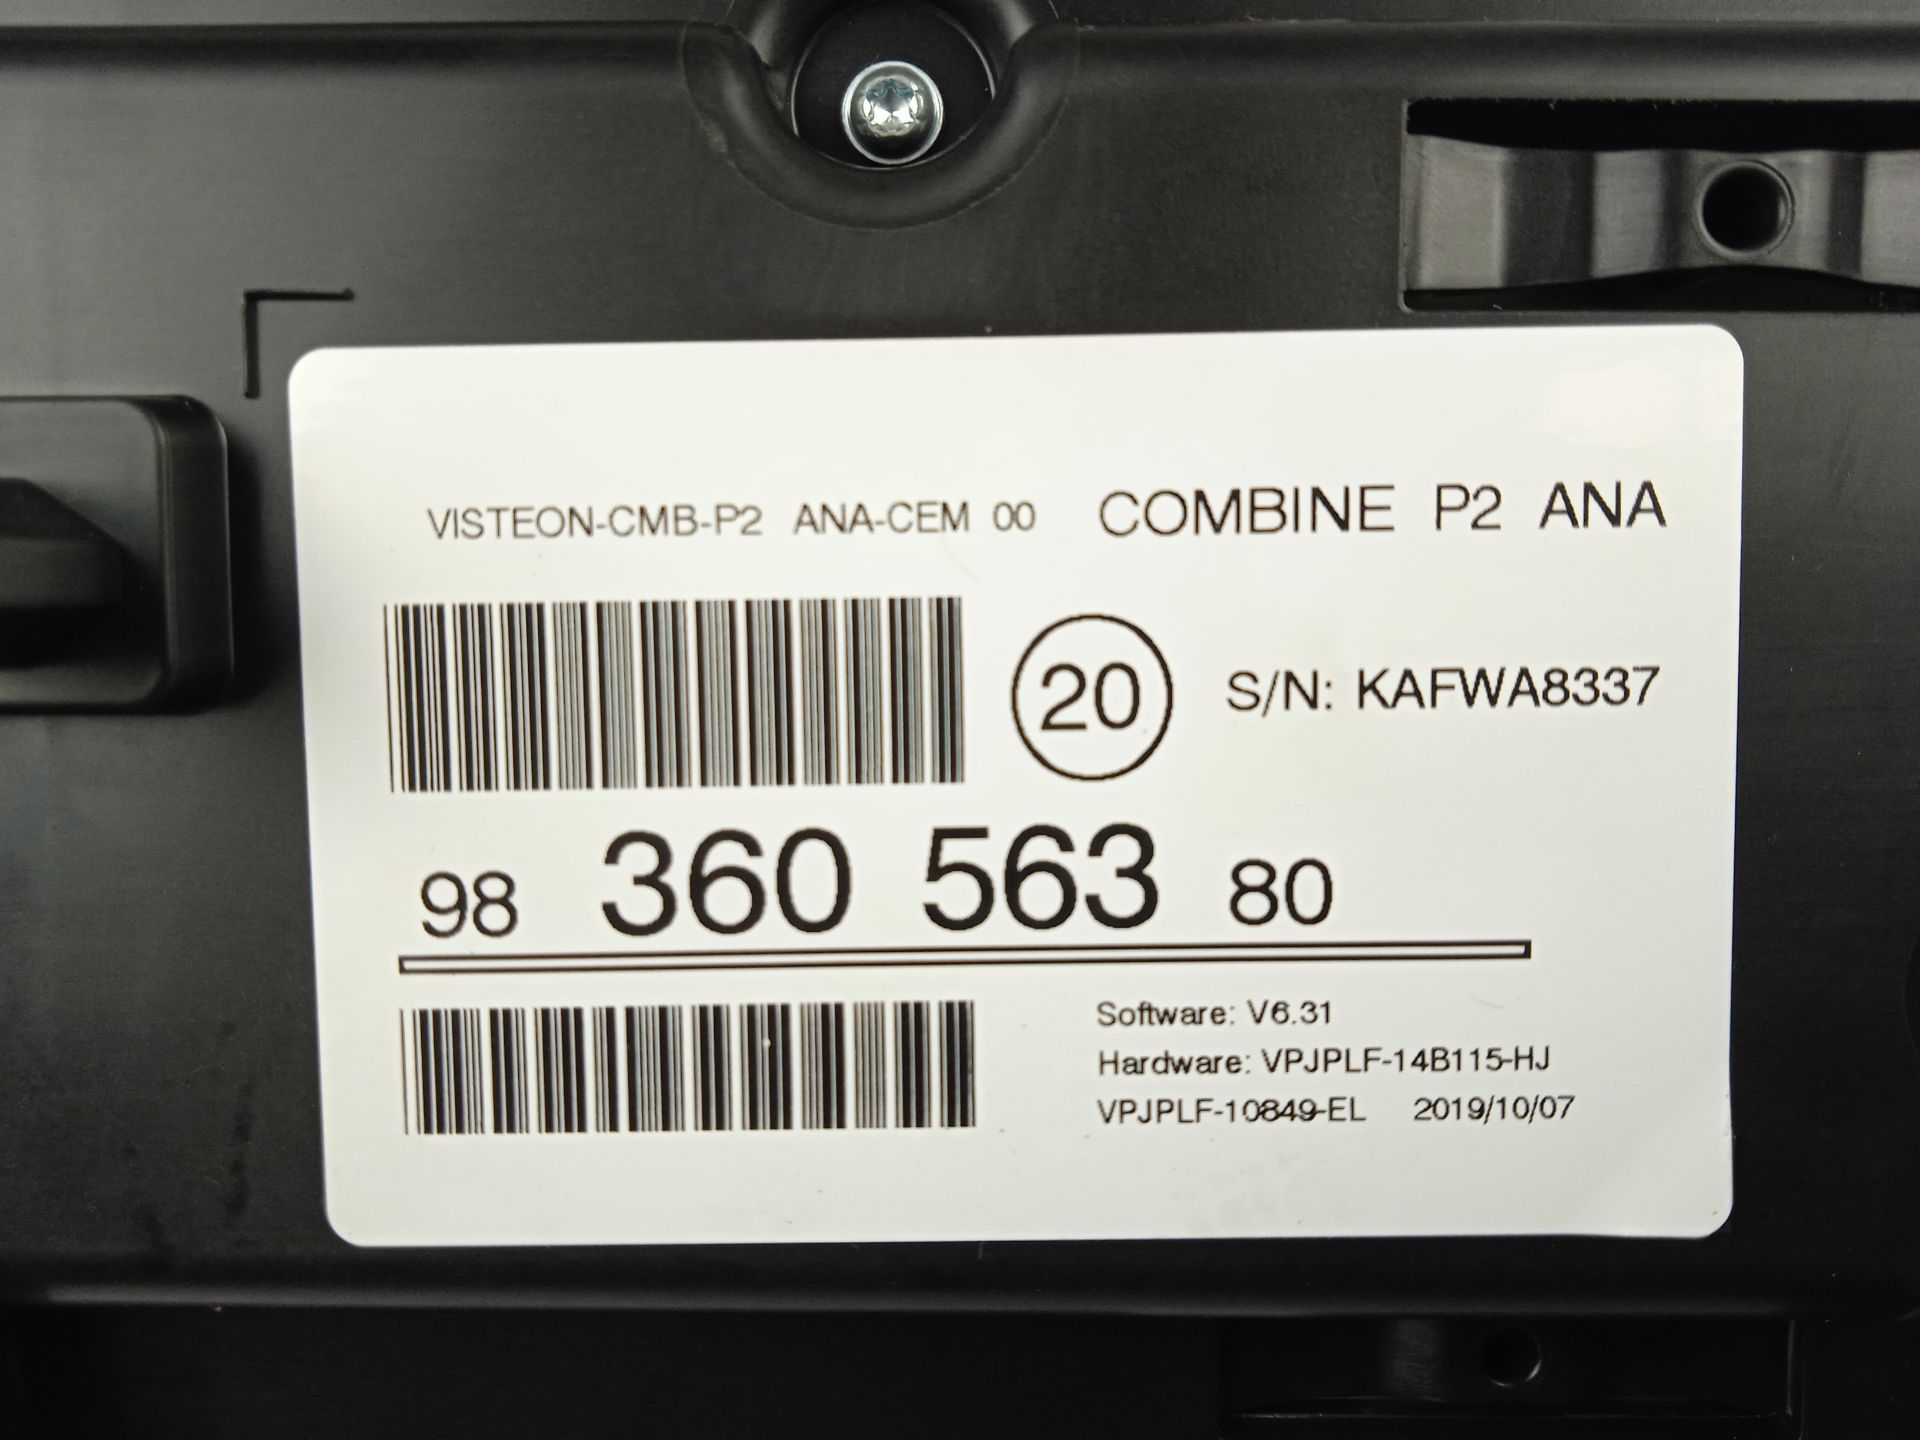 VISTEON-CMB-P2 ANA-CEM 00 COMBINE P2 ANA
20 S/N: KAFWA8337
98 360 563 80
Software: V6.31
Hardware: VPJPLF-14B115-HJ
VPJPLF-10849-EL 2019/10/07